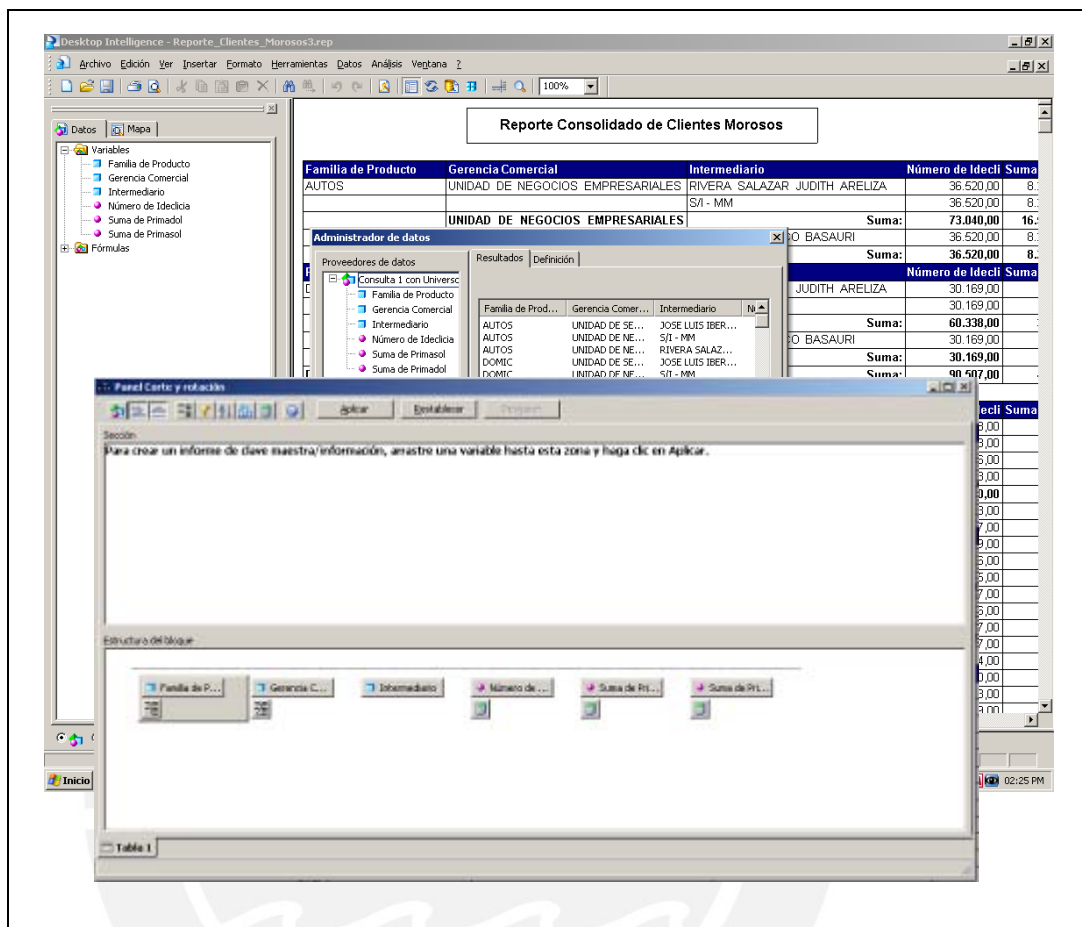 Desktop Intelligence - Reporte_Clientes_Morosos3.rep
Archivo Edición Ver Insertar Formato Herramientas Datos Análisis Ventana ?
100%
Datos Mapa
Variables
Familia de Producto
Gerencia Comercial
Intermediario
Número de Ideclicia
Suma de Primadol
Suma de Primasol
Fórmulas
Reporte Consolidado de Clientes Morosos
Familia de Producto Gerencia Comercial Intermediario Número de Idecli Suma
AUTOS UNIDAD DE NEGOCIOS EMPRESARIALES RIVERA SALAZAR JUDITH ARELIZA 36.520,00 8.
S/I - MM 36.520,00 8.
UNIDAD DE NEGOCIOS EMPRESARIALES Suma: 73.040,00 16.
O BASAURI 36.520,00 8.
Suma: 36.520,00 8.
Número de Idecli Suma
JUDITH ARELIZA 30.169,00
30.169,00
Suma: 60.338,00
O BASAURI 30.169,00
Suma: 30.169,00
Suma: 90.507,00
ecli Suma
Administrador de datos
Proveedores de datos
Consulta 1 con Universo
Familia de Producto
Gerencia Comercial
Intermediario
Número de Ideclicia
Suma de Primasol
Suma de Primadol
Resultados Definición
Familia de Prod... Gerencia Comer... Intermediario
AUTOS UNIDAD DE SE... JOSE LUIS IBER...
AUTOS UNIDAD DE NE... S/I - MM
AUTOS UNIDAD DE NE... RIVERA SALAZ...
DOMIC UNIDAD DE SE... JOSE LUIS IBER...
DOMIC UNIDAD DE NE... S/I - MM
Panel Corte y rotación
Aplicar Restablecer
Sección
Para crear un informe de clave maestra/información, arrastre una variable hasta esta zona y haga clic en Aplicar.
Estructura del bloque
Familia de P... Gerencia C... Intermediario Número de ... Suma de Pri... Suma de Pri...
Tabla 1
Inicio
02:25 PM